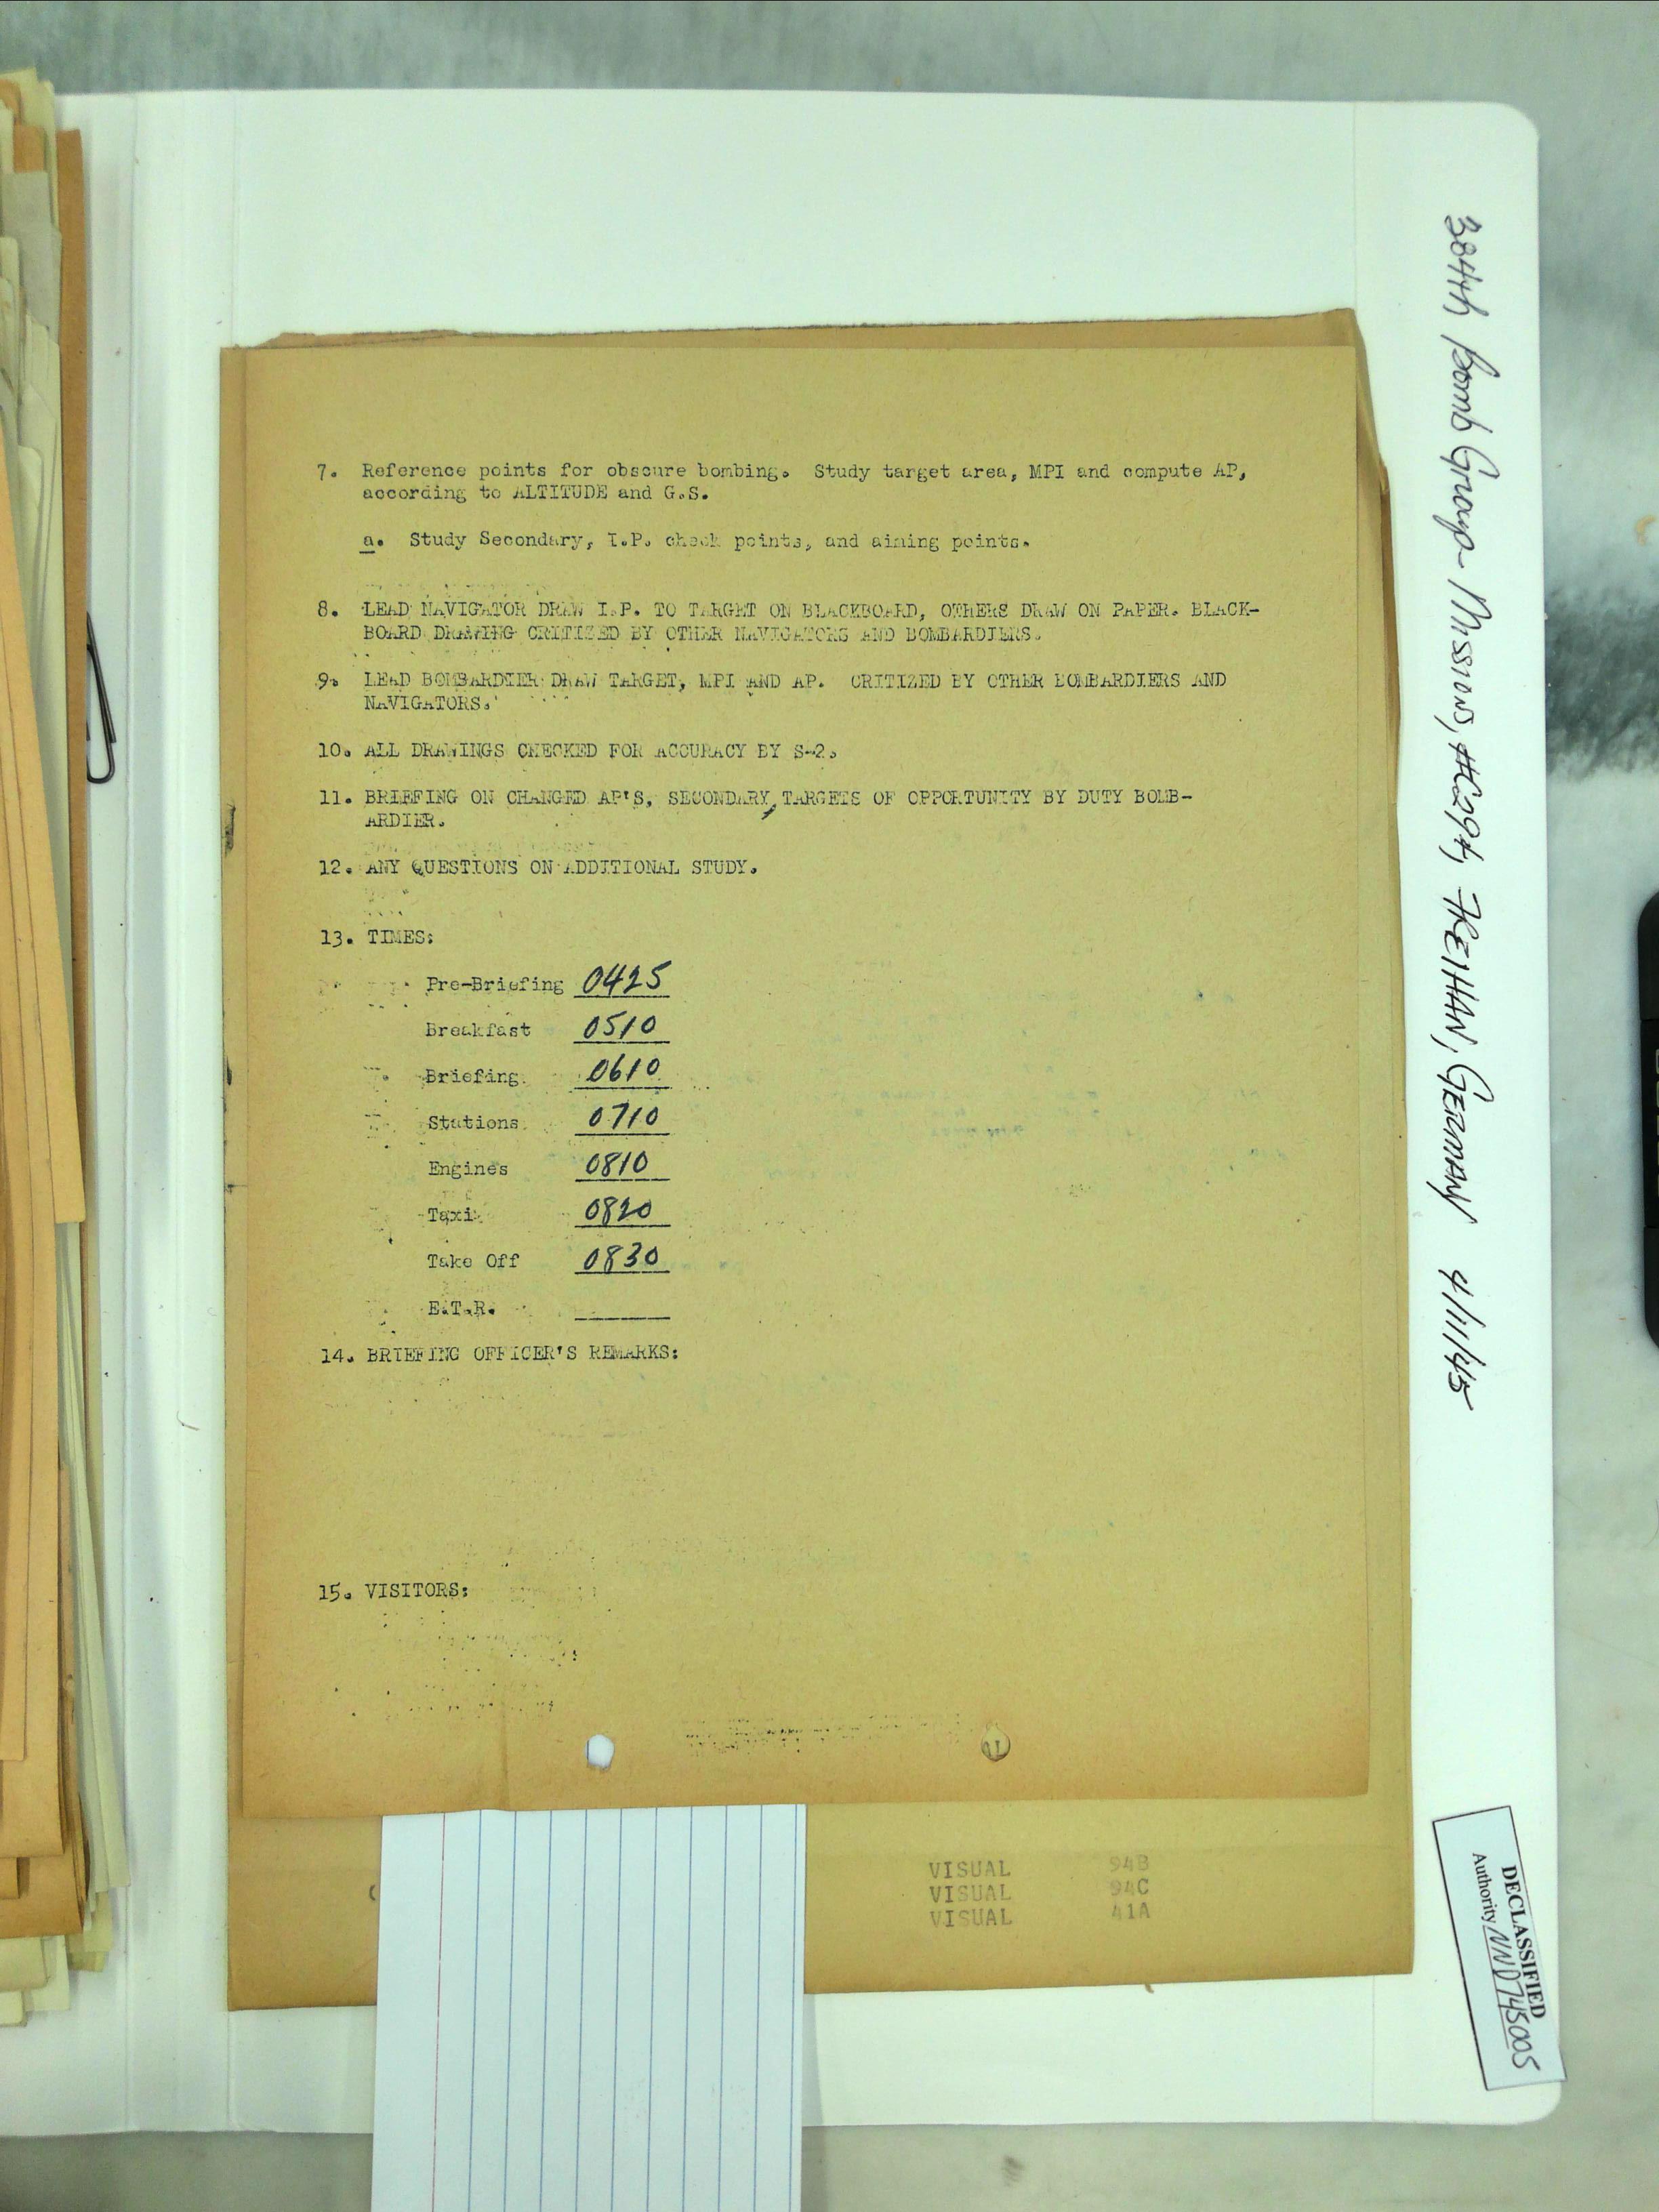 7. Reference points for obscure bombing. Study target area, MPI and compute AP,
according to ALTITUDE and G.S.
a. Study Secondary, I.P. check points, and aiming points.
8. LEAD NAVIGATOR DRAW I.P. TO TARGET ON BLACKBOARD, OTHERS DRAW ON PAPER. BLACK-
BOARD DRAWING CRITIZED BY OTHER NAVIGATORS AND BOMBARDIERS.
9. LEAD BOMBARDIER DRAW TARGET, MPI AND AP. CRITIZED BY OTHER BOMBARDIERS AND
NAVIGATORS.
10. ALL DRAWINGS CHECKED FOR ACCURACY BY S-2.
11. BRIEFING ON CHANGED AP'S, SECONDARY, TARGETS OF OPPORTUNITY BY DUTY BOMB-
ARDIER.
12. ANY QUESTIONS ON ADDITIONAL STUDY.
13. TIMES:
Pre-Briefing 0425
Breakfast 0510
Briefing 0610
Stations 0710
Engines 0810
Taxi 0820
Take Off 0830
E.T.R.
14. BRIEFING OFFICER'S REMARKS:
15. VISITORS:
VISUAL 94B
VISUAL 94C
VISUAL 41A
384th Bomb Group Mission, #294, FREIHAN, GERMANY 4/11/45
DECLASSIFIED
Authority NND745005